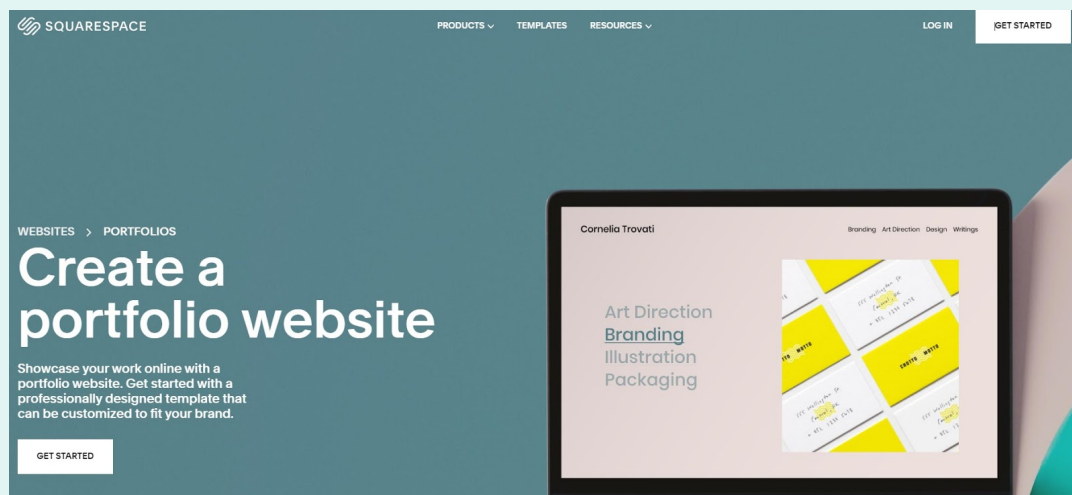 SQUARESPACE
PRODUCTS TEMPLATES RESOURCES
LOG IN
GET STARTED
WEBSITES > PORTFOLIOS
Create a
portfolio website
Showcase your work online with a
portfolio website. Get started with a
professionally designed template that
can be customized to fit your brand.
GET STARTED
Cornelia Trovati
Branding Art Direction Design Writings
Art Direction
Branding
Illustration
Packaging